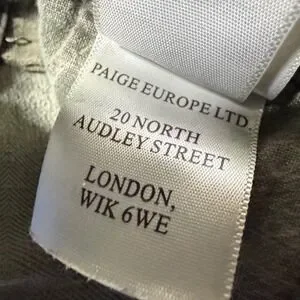 PAIGE EUROPE LTD
20 NORTH
AUDLEY STREET
LONDON,
WIK 6WE